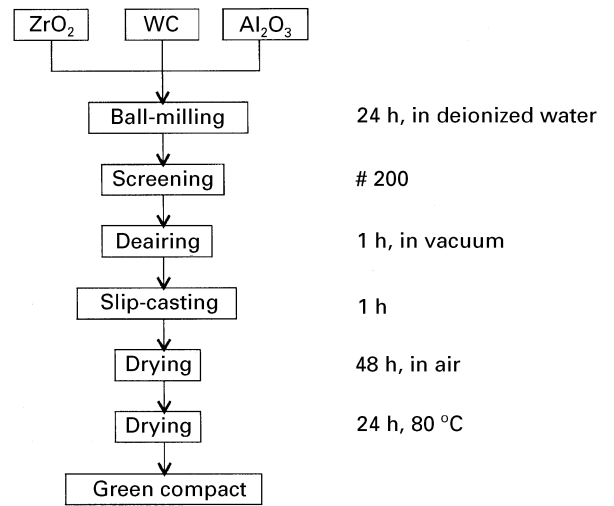 ZrO₂ WC Al₂O₃
Ball-milling 24 h, in deionized water
Screening # 200
Deairing 1 h, in vacuum
Slip-casting 1 h
Drying 48 h, in air
Drying 24 h, 80 °C
Green compact